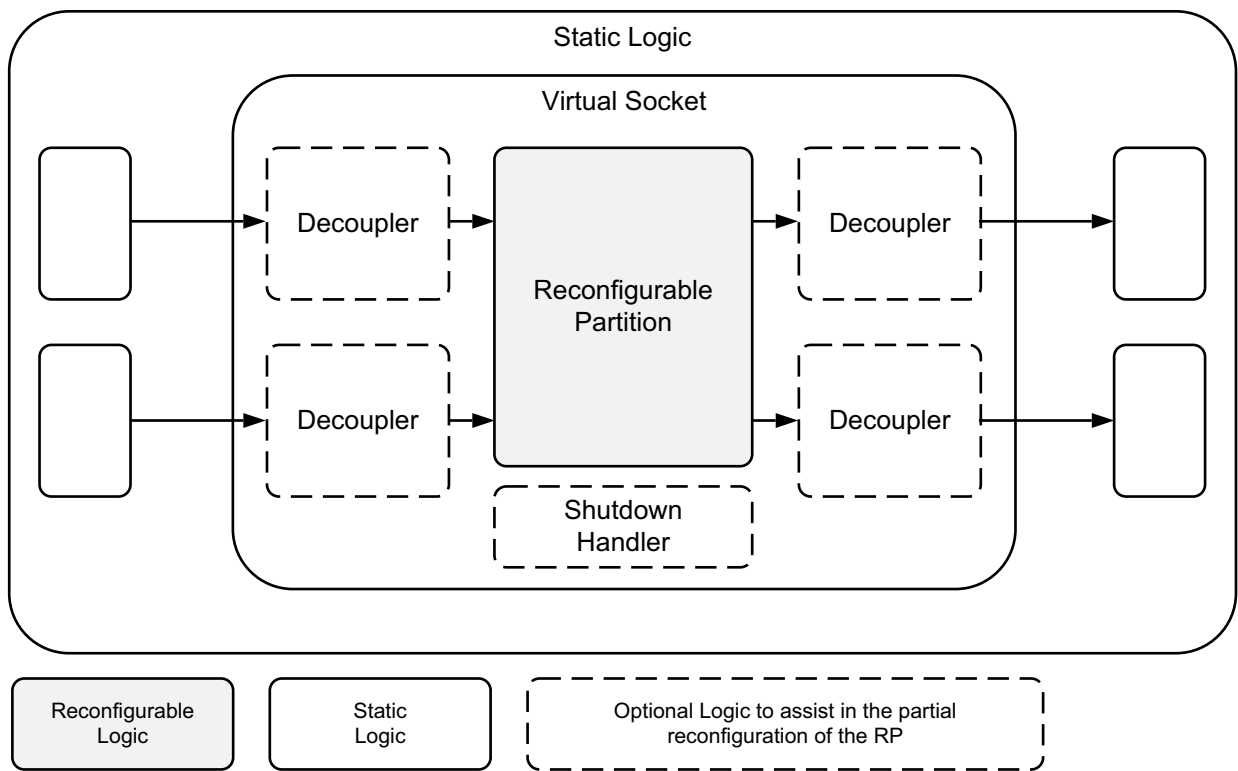 Static Logic
Virtual Socket
Decoupler
Decoupler
Reconfigurable
Partition
Decoupler
Decoupler
Shutdown
Handler
Reconfigurable
Logic
Static
Logic
Optional Logic to assist in the partial
reconfiguration of the RP